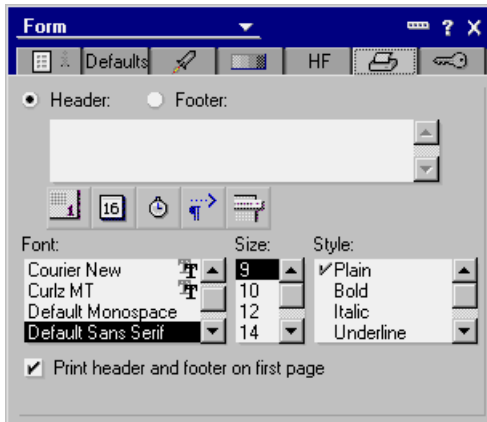 Form ?
Defaults HF
Header: Footer:
1 16
Font: Size: Style:
Courier New 9 Plain
Curlz MT 10 Bold
Default Monospace 12 Italic
Default Sans Serif 14 Underline
Print header and footer on first page